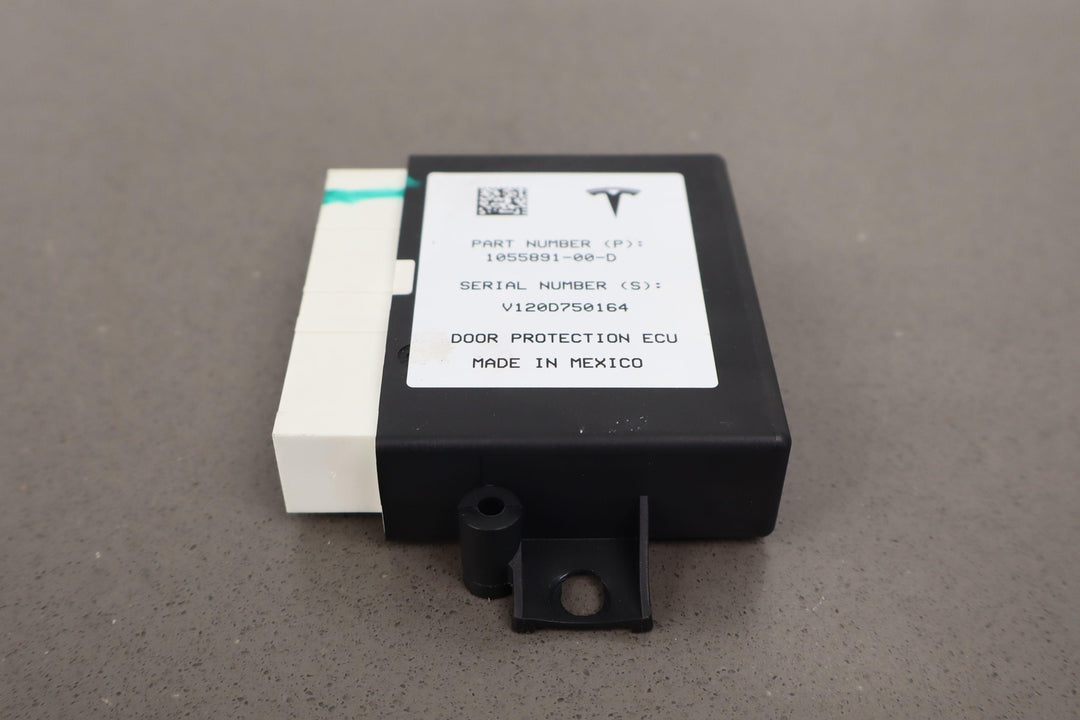 PART NUMBER (P):
1055891-00-D
SERIAL NUMBER (S):
V120D750164
DOOR PROTECTION ECU
MADE IN MEXICO